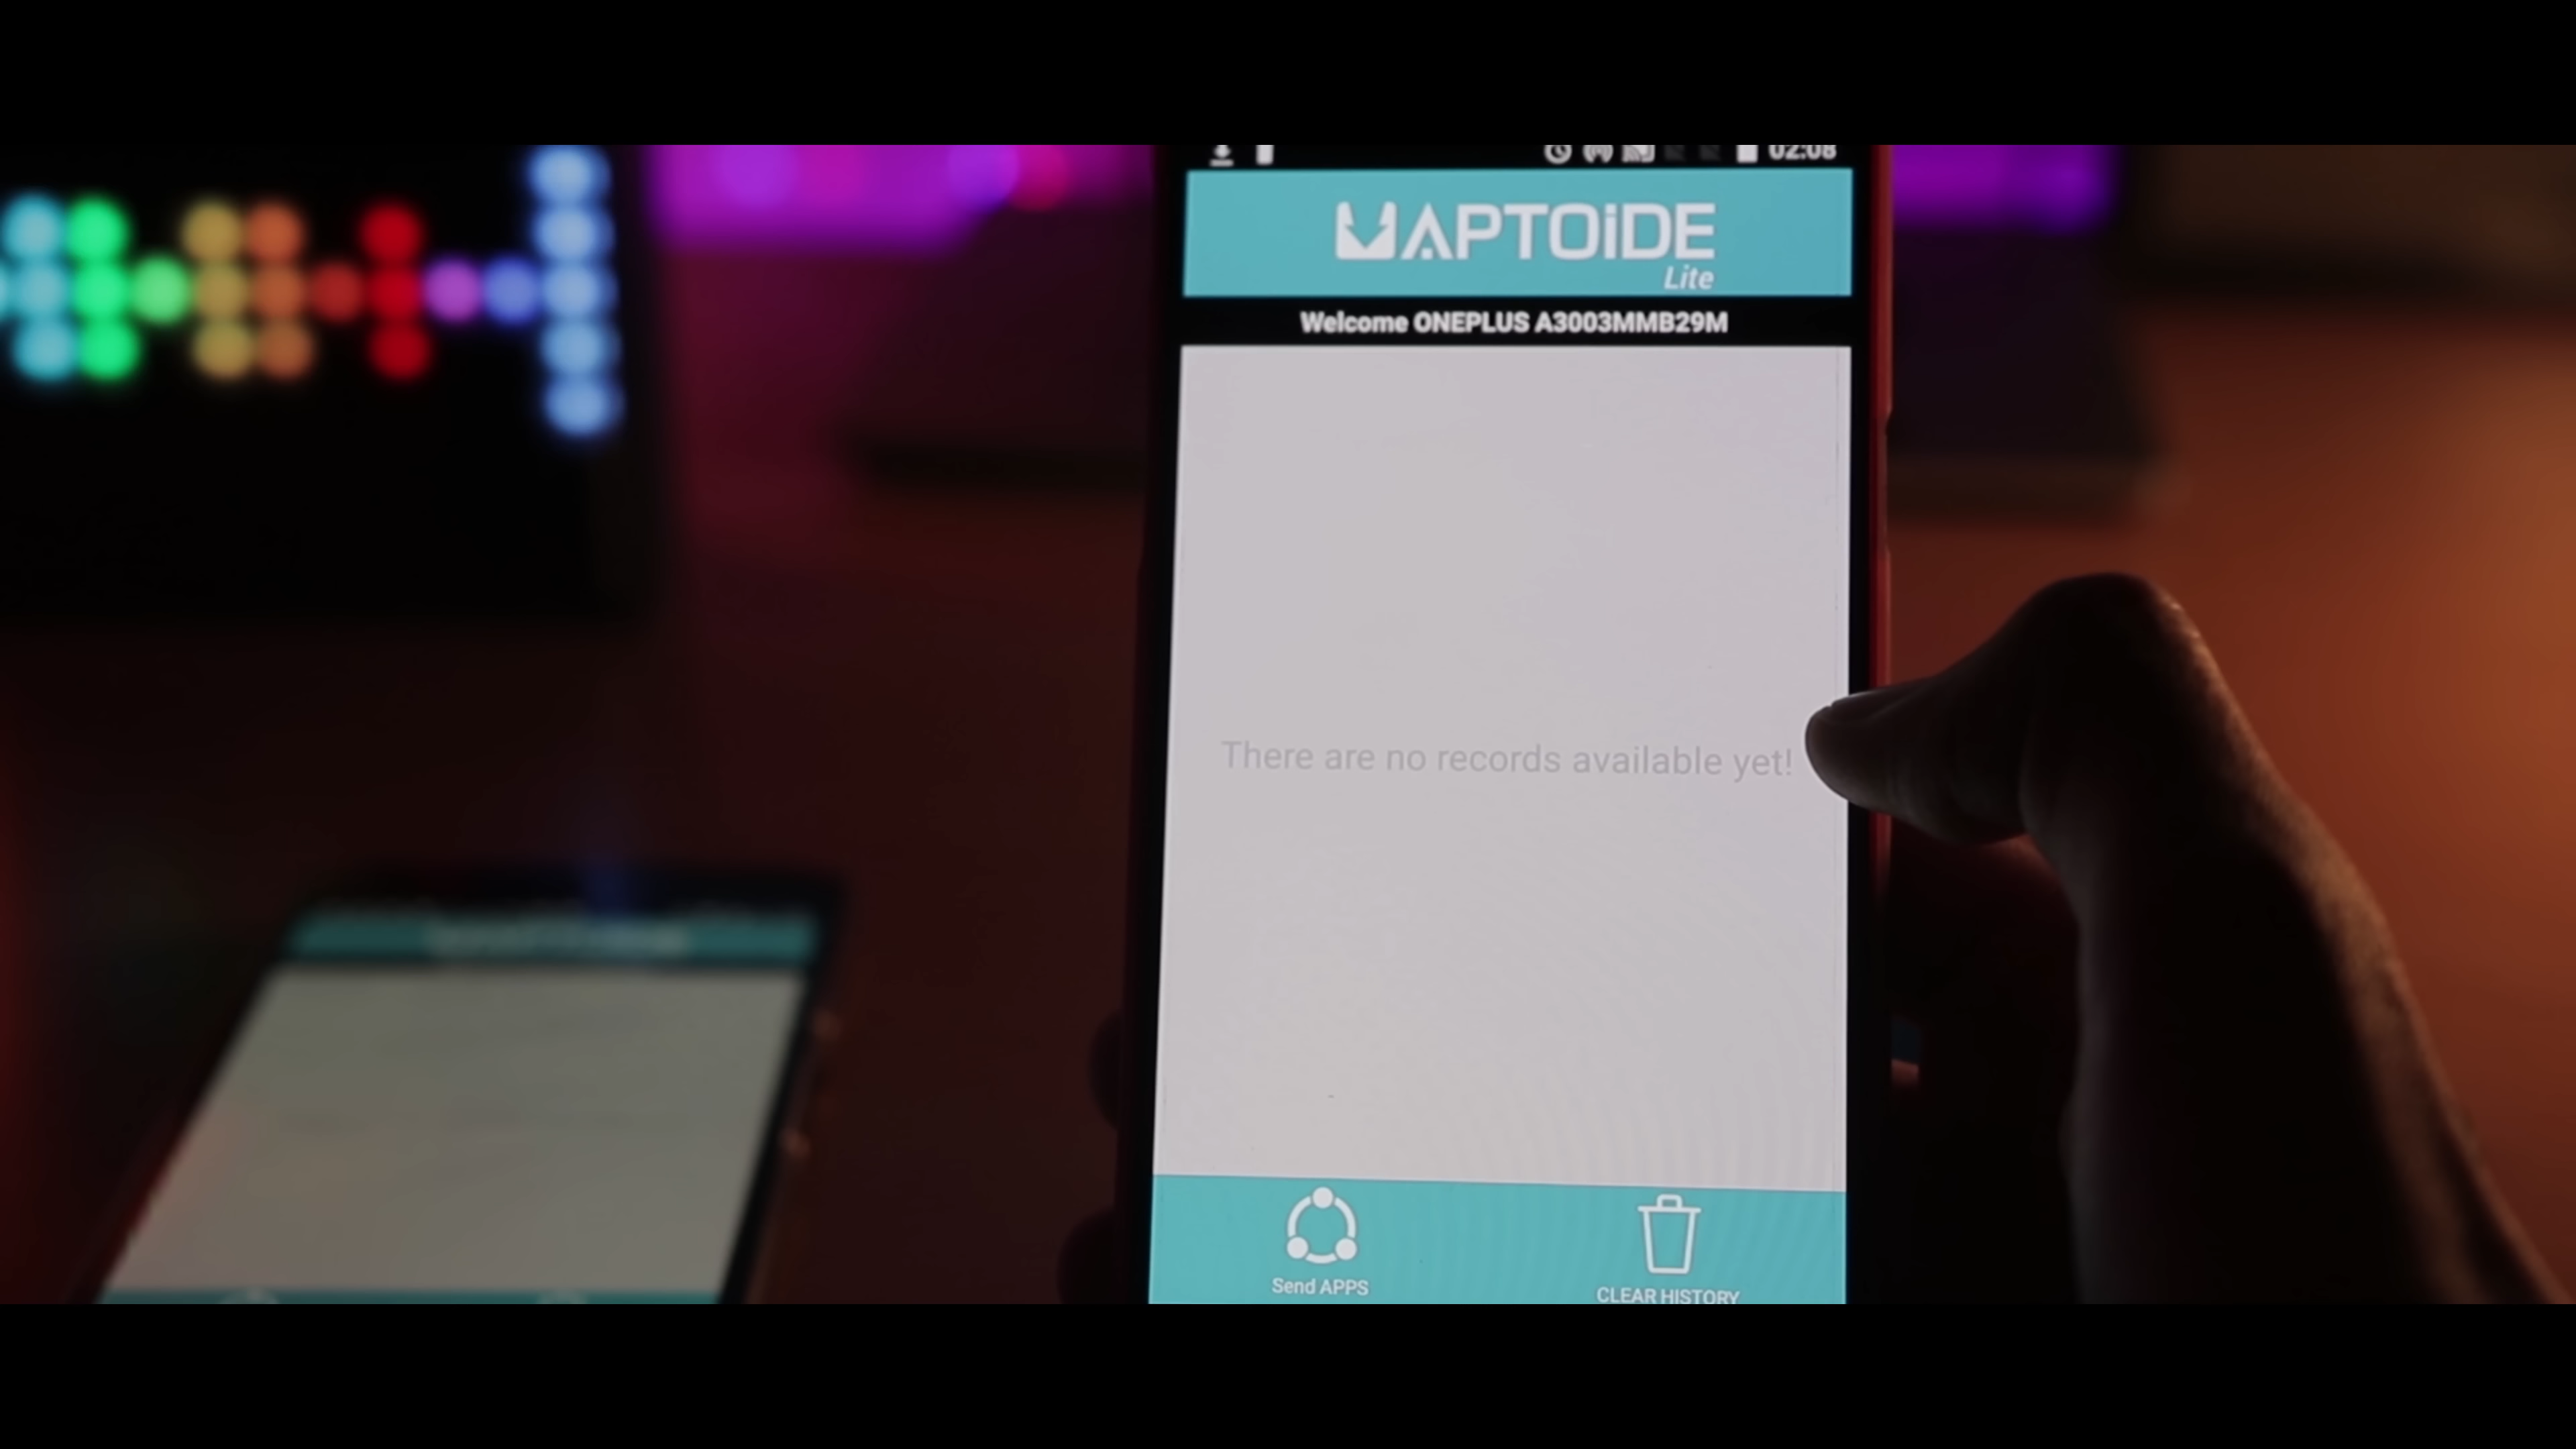 02:08
APTOiDE
Lite
Welcome ONEPLUS A3003MMB29M
There are no records available yet!
Send APPS
CLEAR HISTORY